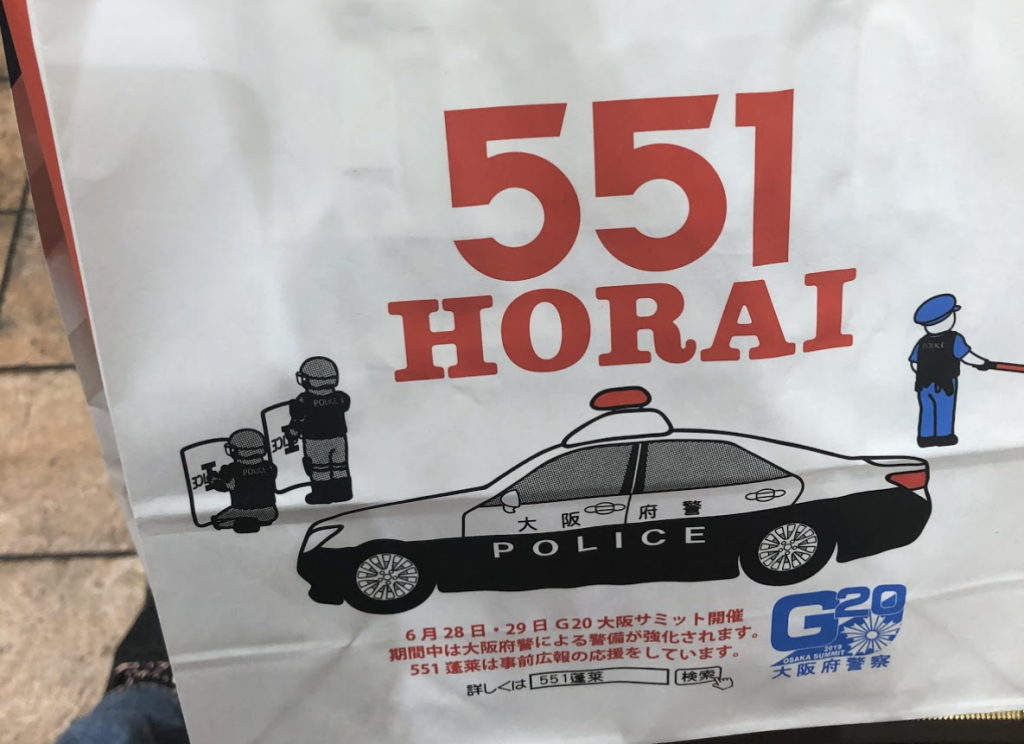 551
HORAI
POLICE
POLICE
POLICE
POLICE
POLICE
大阪府警
POLICE
6月28日・29日 G20 大阪サミット開催
期間中は大阪府警による警備が強化されます。
551 蓬莱は事前広報の応援をしています。
詳しくは 551蓬莱 検索
G20
2019
OSAKA SUMMIT
大阪府警察